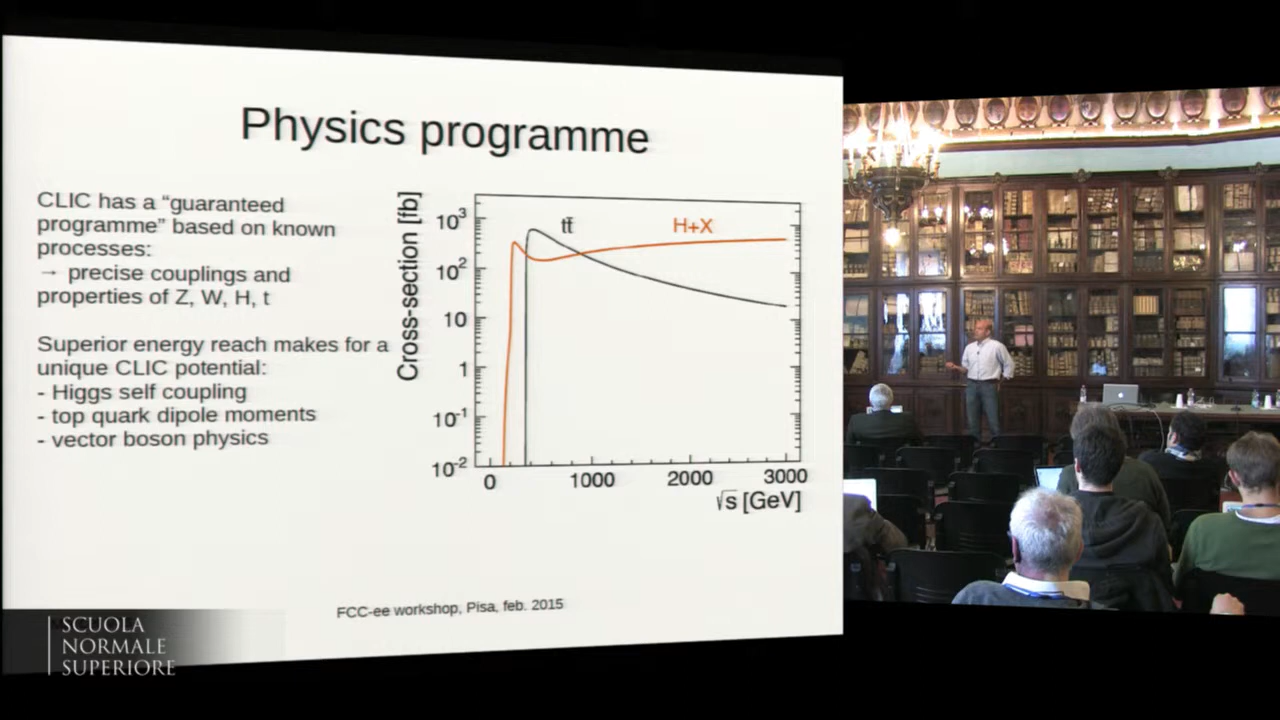 Physics programme
CLIC has a “guaranteed
programme” based on known
processes:
→ precise couplings and
properties of Z, W, H, t
Superior energy reach makes for a
unique CLIC potential:
- Higgs self coupling
- top quark dipole moments
- vector boson physics
Cross-section [fb]
10³
10²
10
1
10⁻¹
10⁻²
tt̄
H+X
0
1000
2000
3000
√s [GeV]
FCC-ee workshop, Pisa, feb. 2015
SCUOLA
NORMALE
SUPERIORE